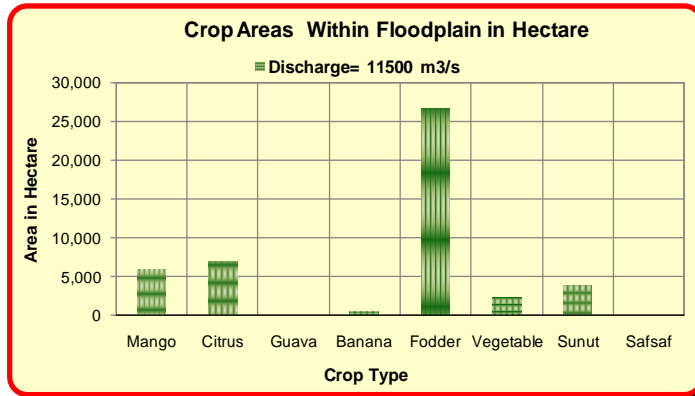 Crop Areas Within Floodplain in Hectare
Discharge= 11500 m3/s
30,000
25,000
20,000
15,000
10,000
5,000
0
Area in Hectare
Mango Citrus Guava Banana Fodder Vegetable Sunut Safsaf
Crop Type